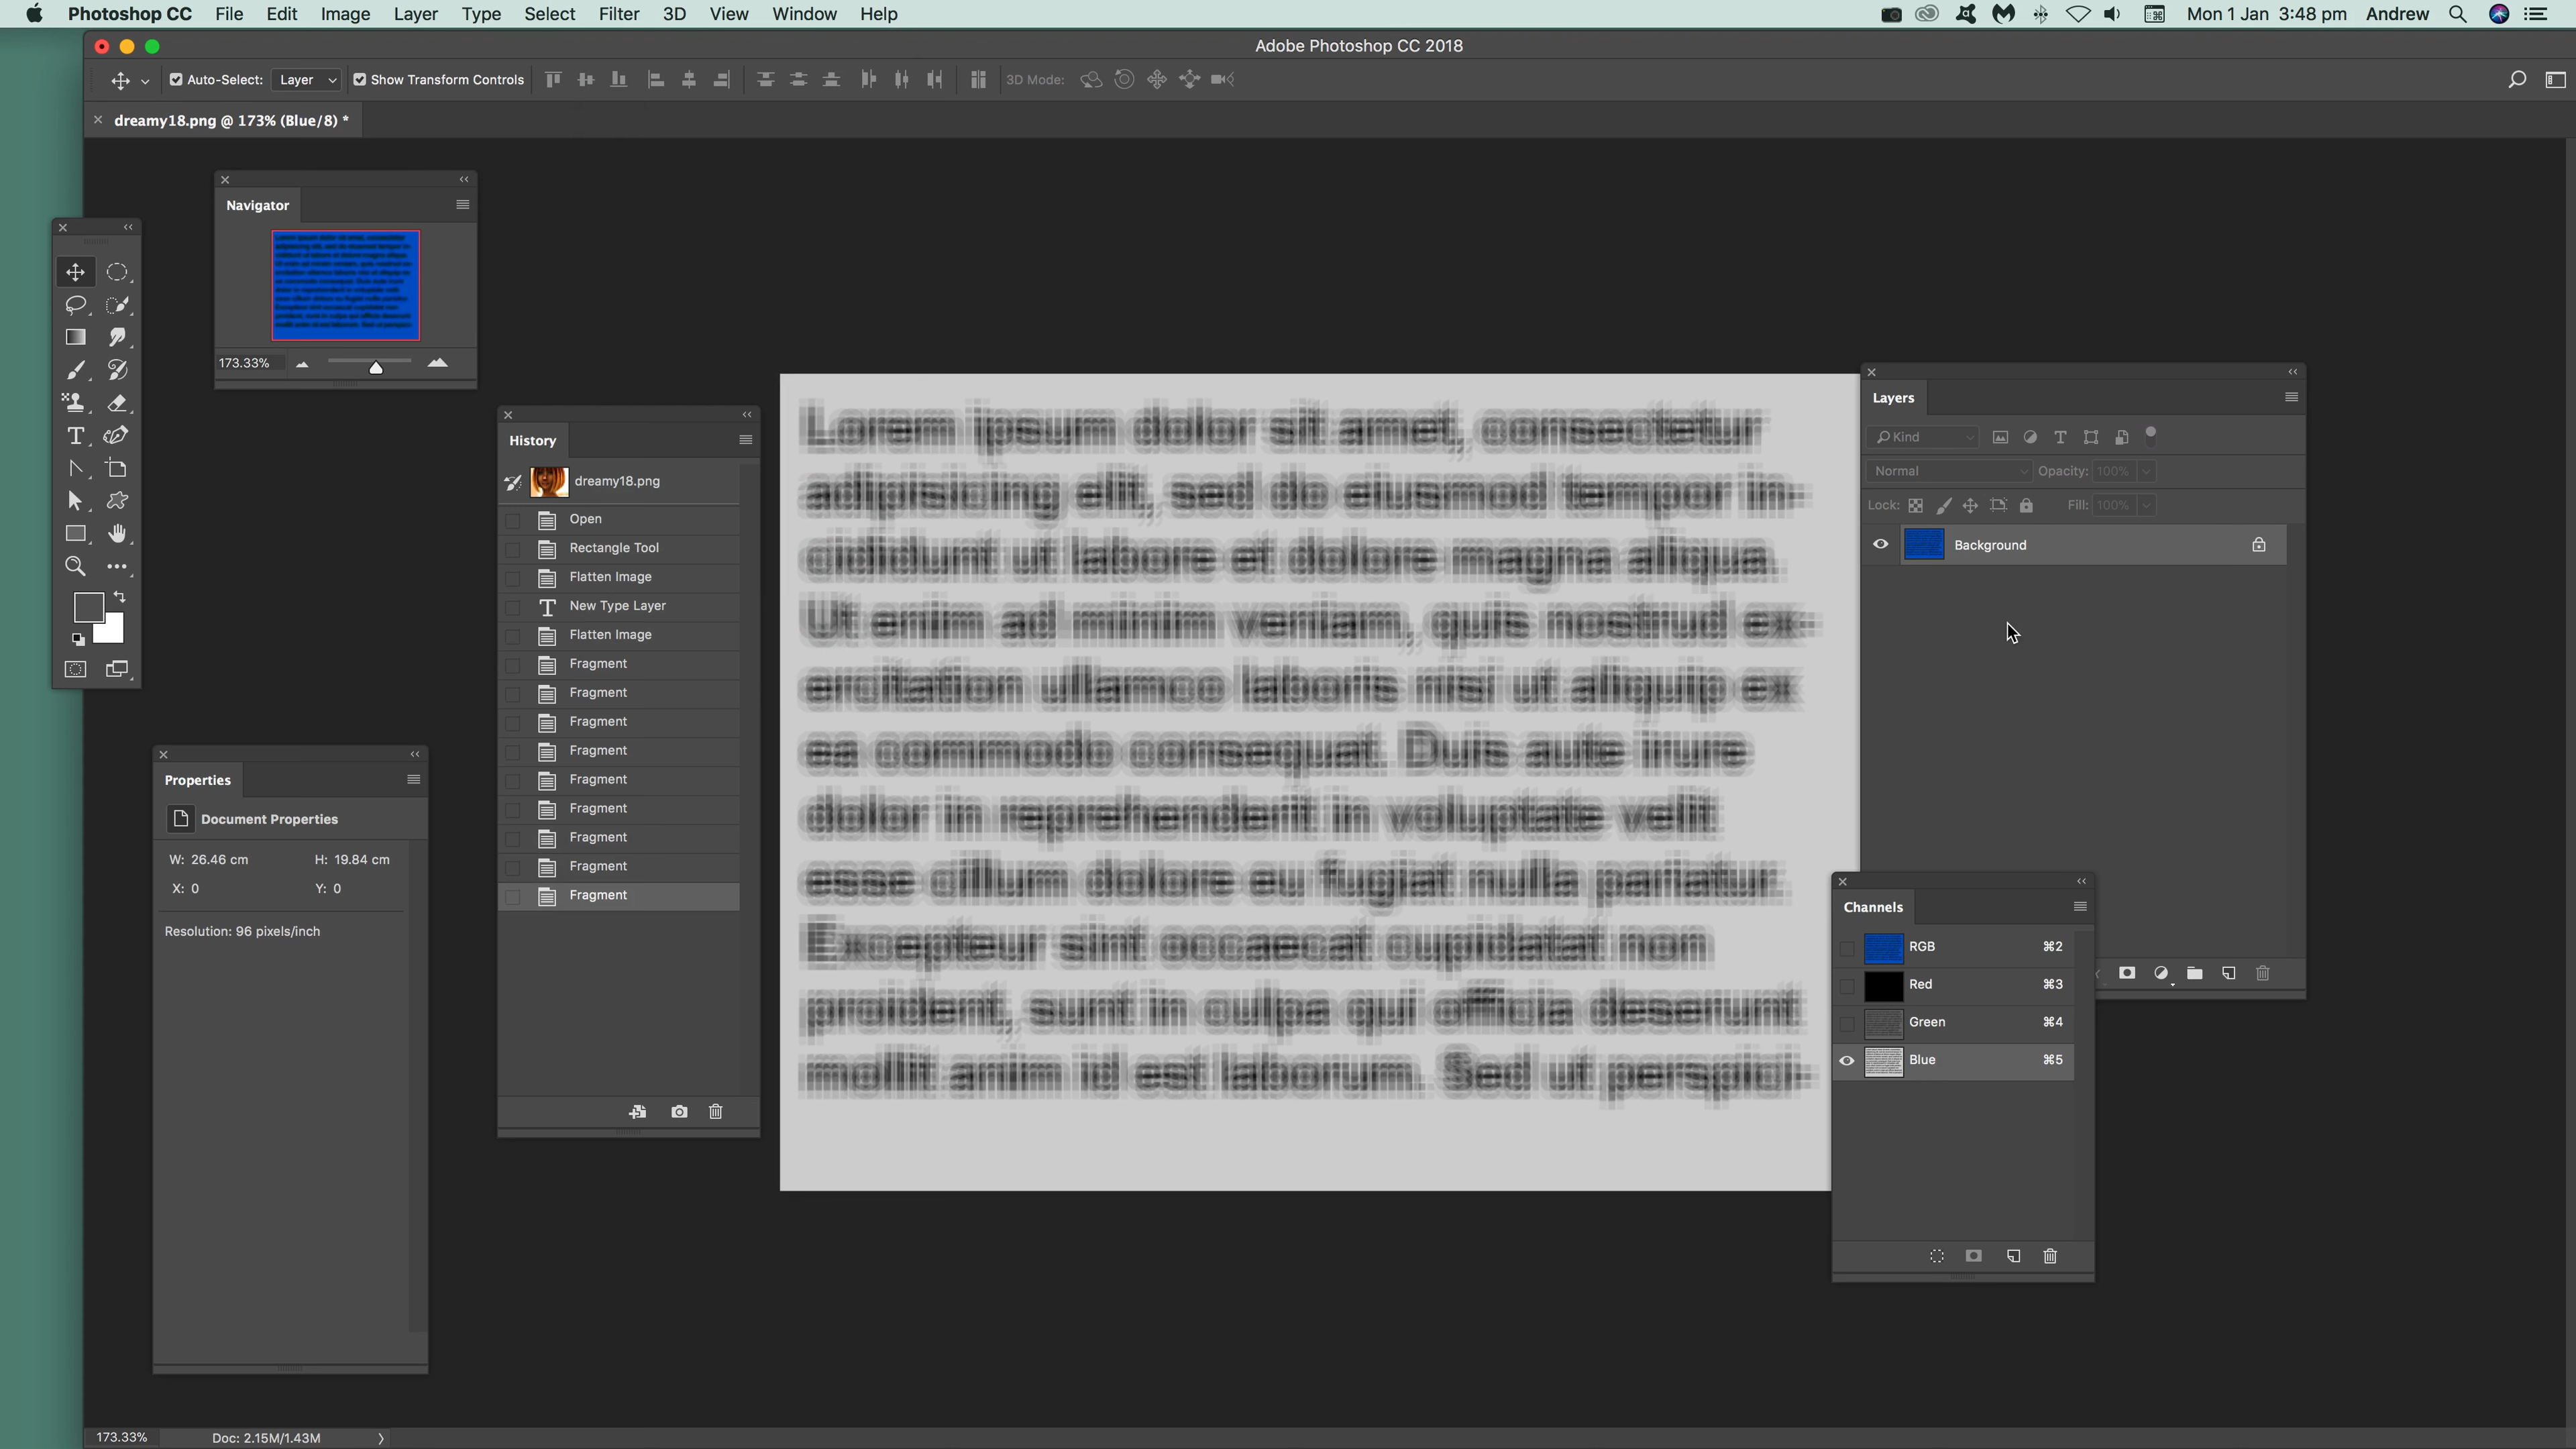 Photoshop CC File Edit Image Layer Type Select Filter 3D View Window Help Mon 1 Jan 3:48 pm Andrew
Adobe Photoshop CC 2018
Auto-Select: Layer Show Transform Controls 3D Mode:
dreamy18.png @ 173% (Blue/8) *
Navigator
173.33%
History
dreamy18.png
Open
Rectangle Tool
Flatten Image
New Type Layer
Flatten Image
Fragment
Fragment
Fragment
Fragment
Fragment
Fragment
Fragment
Fragment
Fragment
Properties
Document Properties
W: 26.46 cm H: 19.84 cm
X: 0 Y: 0
Resolution: 96 pixels/inch
Lorem ipsum dolor sit amet, consectetur
adipisicing elit, sed do eiusmod tempor in-
cididunt ut labore et dolore magna aliqua.
Ut enim ad minim veniam, quis nostrud ex-
ercitation ullamco laboris nisi ut aliquip ex
ea commodo consequat. Duis aute irure
dolor in reprehenderit in voluptate velit
esse cillum dolore eu fugiat nulla pariatur.
Excepteur sint occaecat cupidatat non
proident, sunt in culpa qui officia deserunt
mollit anim id est laborum. Sed ut perspici-
Layers
Kind
Normal Opacity: 100%
Lock: Fill: 100%
Background
Channels
RGB ⌘2
Red ⌘3
Green ⌘4
Blue ⌘5
173.33% Doc: 2.15M/1.43M